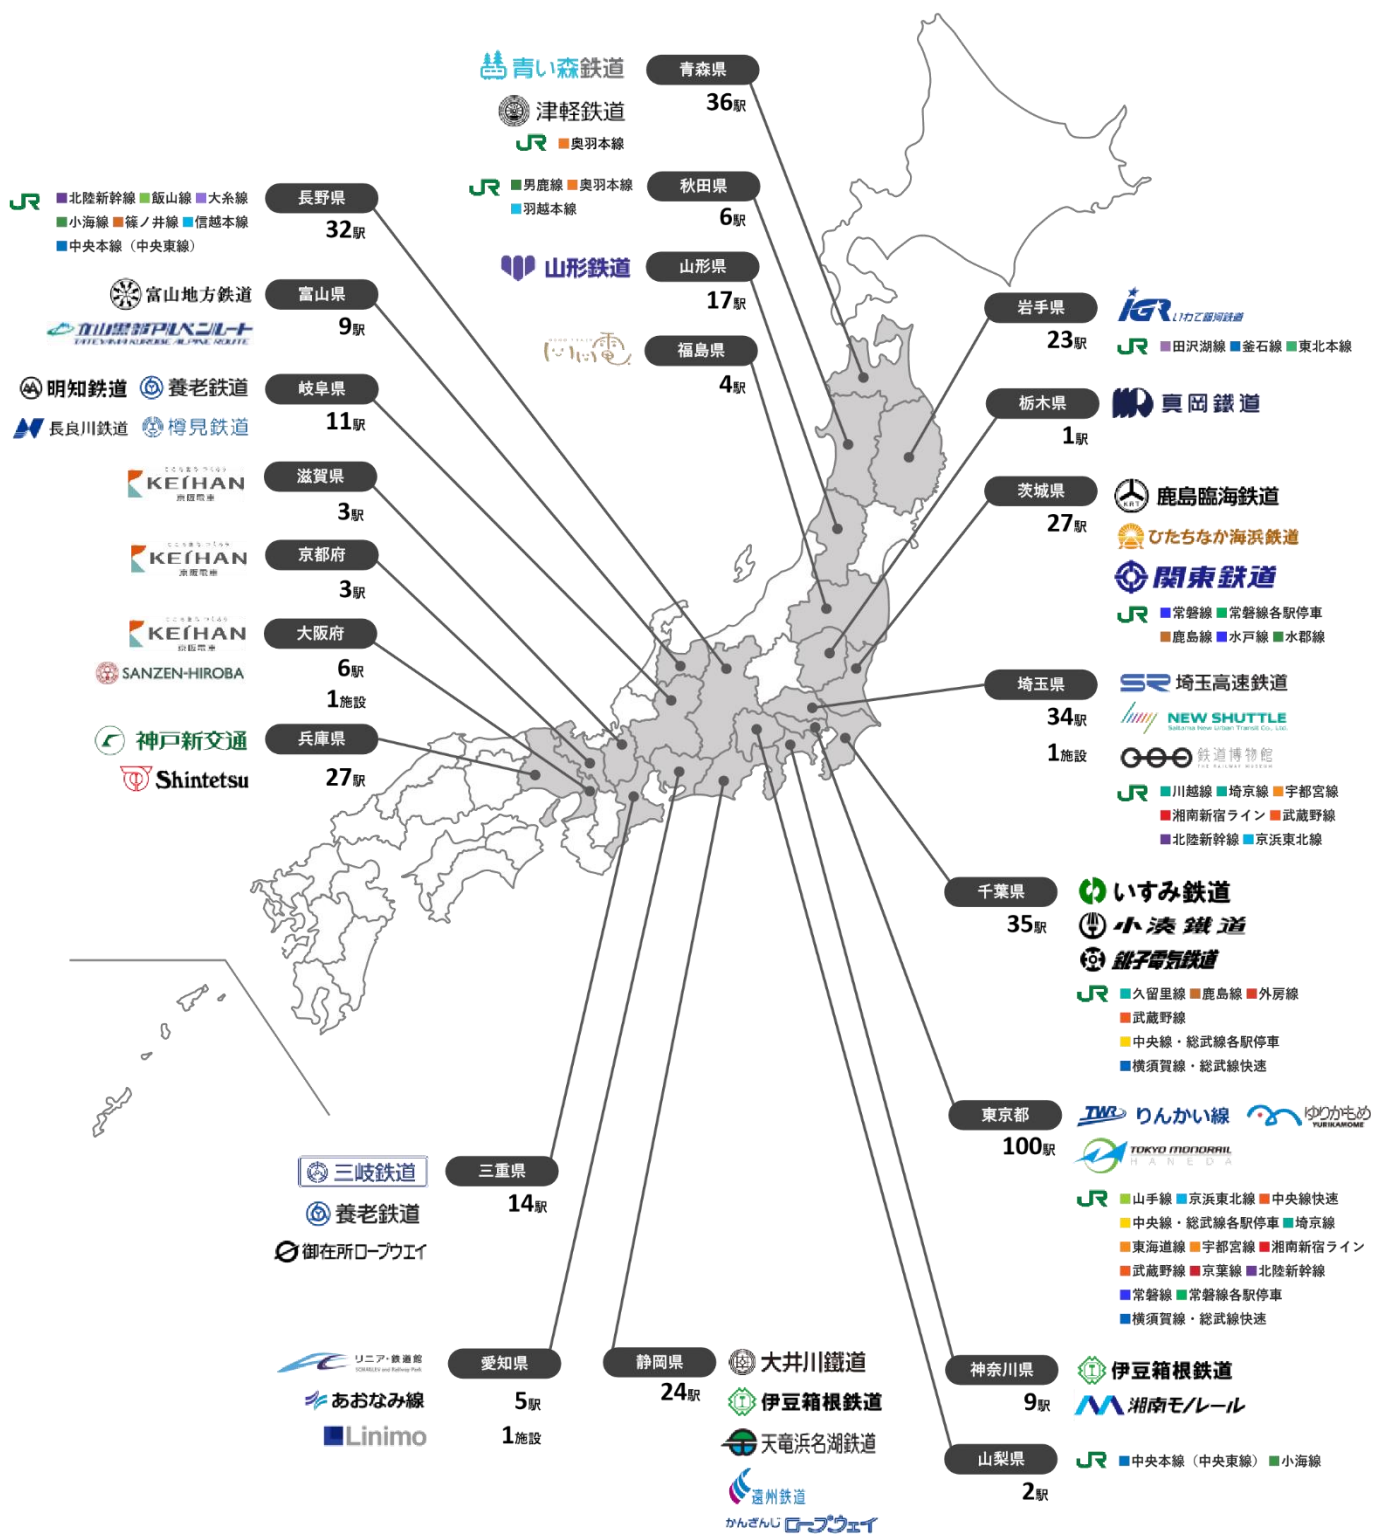 青い森鉄道
青森県
36駅
津軽鉄道
JR ■奥羽本線
JR ■男鹿線 ■奥羽本線
■羽越本線
秋田県
6駅
山形鉄道
山形県
17駅
福島県
4駅
JR ■北陸新幹線 ■飯山線 ■大糸線
■小海線 ■篠ノ井線 ■信越本線
■中央本線（中央東線）
長野県
32駅
富山地方鉄道
立山黒部アルペンルート
TATEYAMA KUROBE ALPINE ROUTE
富山県
9駅
明知鉄道 養老鉄道
長良川鉄道 樽見鉄道
岐阜県
11駅
KEIHAN
京阪電車
滋賀県
3駅
KEIHAN
京阪電車
京都府
3駅
KEIHAN
京阪電車
SANZEN-HIROBA
大阪府
6駅
1施設
神戸新交通
Shintetsu
兵庫県
27駅
岩手県
23駅
IGR いわて銀河鉄道
JR ■田沢湖線 ■釜石線 ■東北本線
栃木県
1駅
真岡鐵道
茨城県
27駅
鹿島臨海鉄道
ひたちなか海浜鉄道
関東鉄道
JR ■常磐線 ■常磐線各駅停車
■鹿島線 ■水戸線 ■水郡線
埼玉県
34駅
1施設
SR 埼玉高速鉄道
NEW SHUTTLE
Saitama New Urban Transit Co., Ltd.
鉄道博物館
THE RAILWAY MUSEUM
JR ■川越線 ■埼京線 ■宇都宮線
■湘南新宿ライン ■武蔵野線
■北陸新幹線 ■京浜東北線
千葉県
35駅
いすみ鉄道
小湊鐵道
銚子電気鉄道
JR ■久留里線 ■鹿島線 ■外房線
■武蔵野線
■中央線・総武線各駅停車
■横須賀線・総武線快速
東京都
100駅
TWR りんかい線 ゆりかもめ
YURIKAMOME
TOKYO MONORAIL
HANEDA
JR ■山手線 ■京浜東北線 ■中央線快速
■中央線・総武線各駅停車 ■埼京線
■東海道線 ■宇都宮線 ■湘南新宿ライン
■武蔵野線 ■京葉線 ■北陸新幹線
■常磐線 ■常磐線各駅停車
■横須賀線・総武線快速
三岐鉄道
養老鉄道
御在所ロープウエイ
三重県
14駅
リニア・鉄道館
SCMAGLEV and Railway Park
あおなみ線
Linimo
愛知県
5駅
1施設
静岡県
24駅
大井川鐵道
伊豆箱根鉄道
天竜浜名湖鉄道
遠州鉄道
かんざんじロープウェイ
神奈川県
9駅
伊豆箱根鉄道
湘南モノレール
山梨県
2駅
JR ■中央本線（中央東線） ■小海線